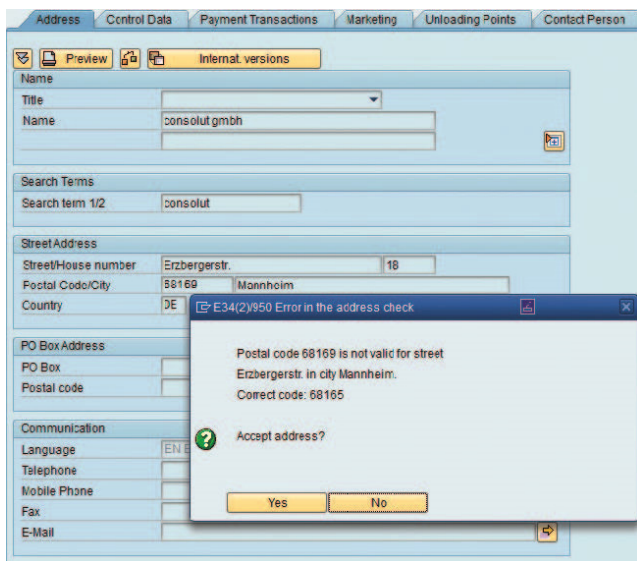 Address Control Data Payment Transactions Marketing Unloading Points Contact Person
Preview Internat. versions
Name
Title
Name consolut gmbh
Search Terms
Search term 1/2 consolut
Street Address
Street/House number Erzbergerstr. 18
Postal Code/City 68169 Mannheim
Country DE
E34(2)/950 Error in the address check
Postal code 68169 is not valid for street
Erzbergerstr. in city Mannheim.
Correct code: 68165
Accept address?
Yes No
PO Box Address
PO Box
Postal code
Communication
Language EN
Telephone
Mobile Phone
Fax
E-Mail